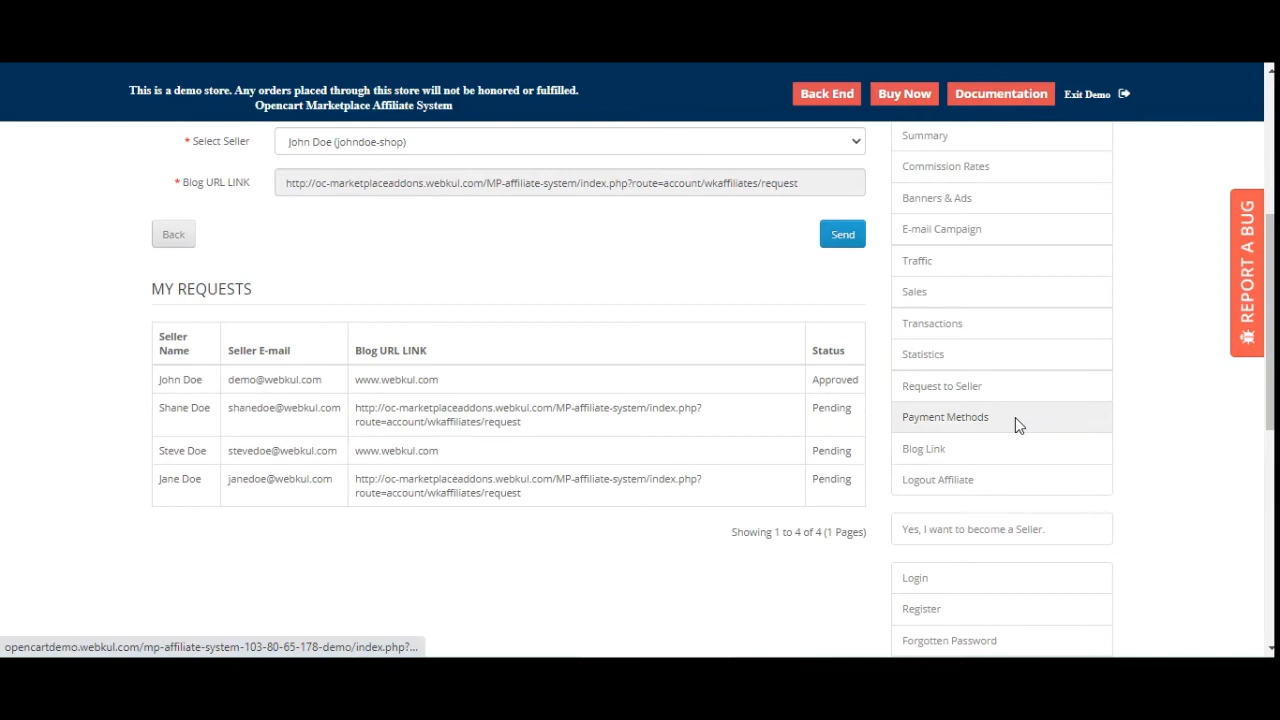 This is a demo store. Any orders placed through this store will not be honored or fulfilled.
Opencart Marketplace Affiliate System
Back End
Buy Now
Documentation
Exit Demo
* Select Seller
John Doe (johndoe-shop)
* Blog URL LINK
http://oc-marketplaceaddons.webkul.com/MP-affiliate-system/index.php?route=account/wkaffiliates/request
Back
Send
MY REQUESTS
Seller Name Seller E-mail Blog URL LINK Status
John Doe demo@webkul.com www.webkul.com Approved
Shane Doe shanedoe@webkul.com http://oc-marketplaceaddons.webkul.com/MP-affiliate-system/index.php? Pending
route=account/wkaffiliates/request
Steve Doe stevedoe@webkul.com www.webkul.com Pending
Jane Doe janedoe@webkul.com http://oc-marketplaceaddons.webkul.com/MP-affiliate-system/index.php? Pending
route=account/wkaffiliates/request
Showing 1 to 4 of 4 (1 Pages)
Summary
Commission Rates
Banners & Ads
E-mail Campaign
Traffic
Sales
Transactions
Statistics
Request to Seller
Payment Methods
Blog Link
Logout Affiliate
Yes, I want to become a Seller.
Login
Register
Forgotten Password
REPORT A BUG
opencartdemo.webkul.com/mp-affiliate-system-103-80-65-178-demo/index.php?...